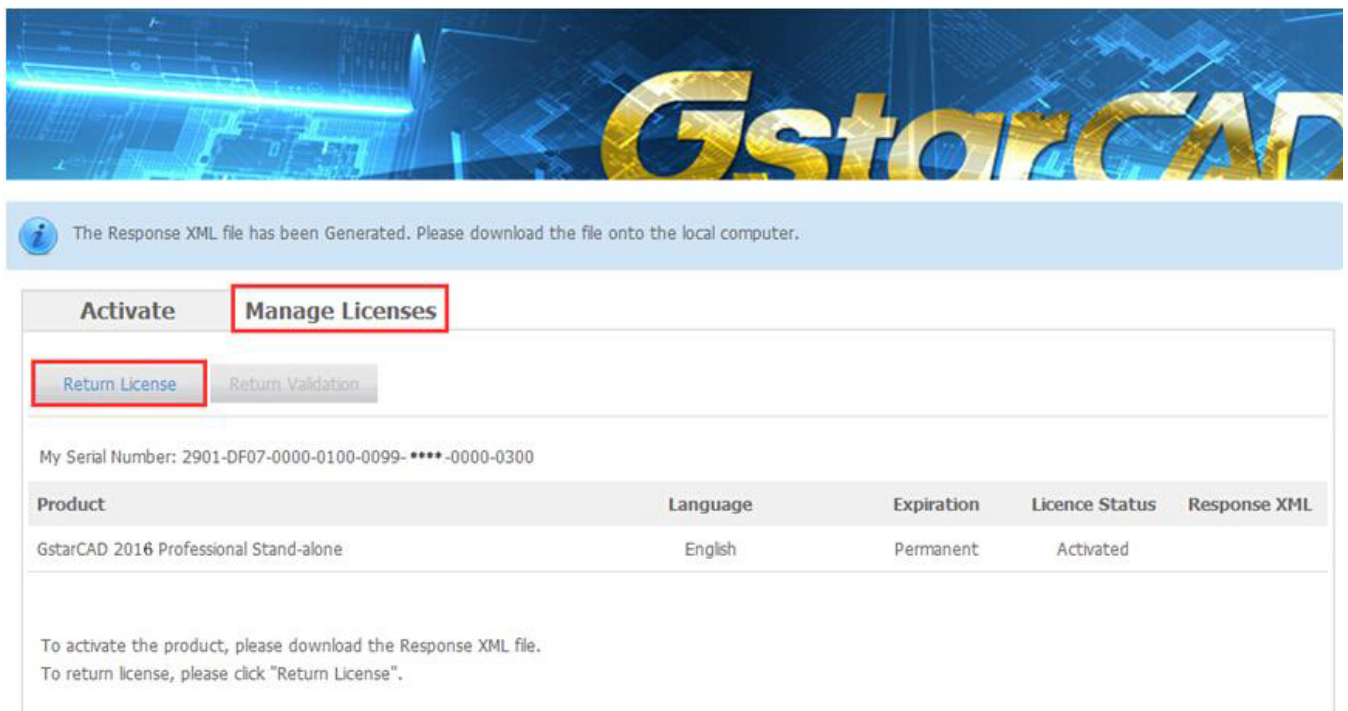 GstarCAD
The Response XML file has been Generated. Please download the file onto the local computer.
Activate Manage Licenses
Return License Return Validation
My Serial Number: 2901-DF07-0000-0100-0099-****-0000-0300
Product Language Expiration Licence Status Response XML
GstarCAD 2016 Professional Stand-alone English Permanent Activated
To activate the product, please download the Response XML file.
To return license, please click "Return License".